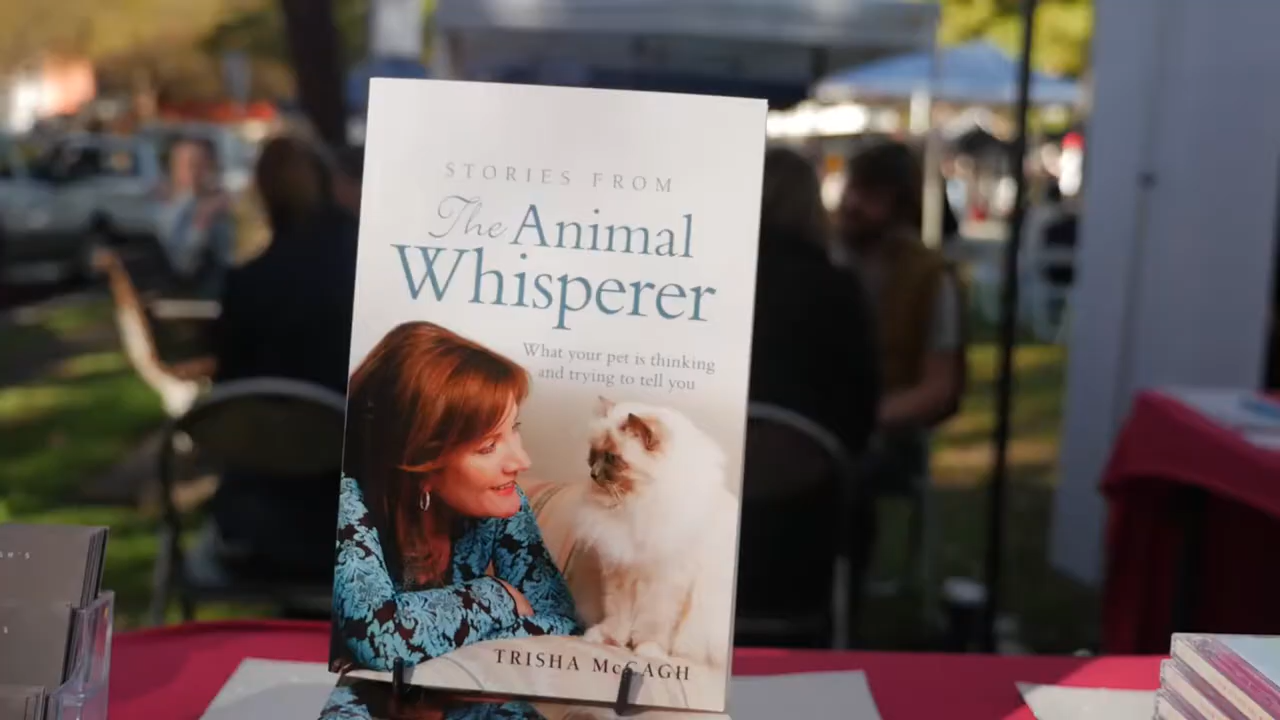 STORIES FROM
The Animal
Whisperer
What your pet is thinking
and trying to tell you
TRISHA McCAGH